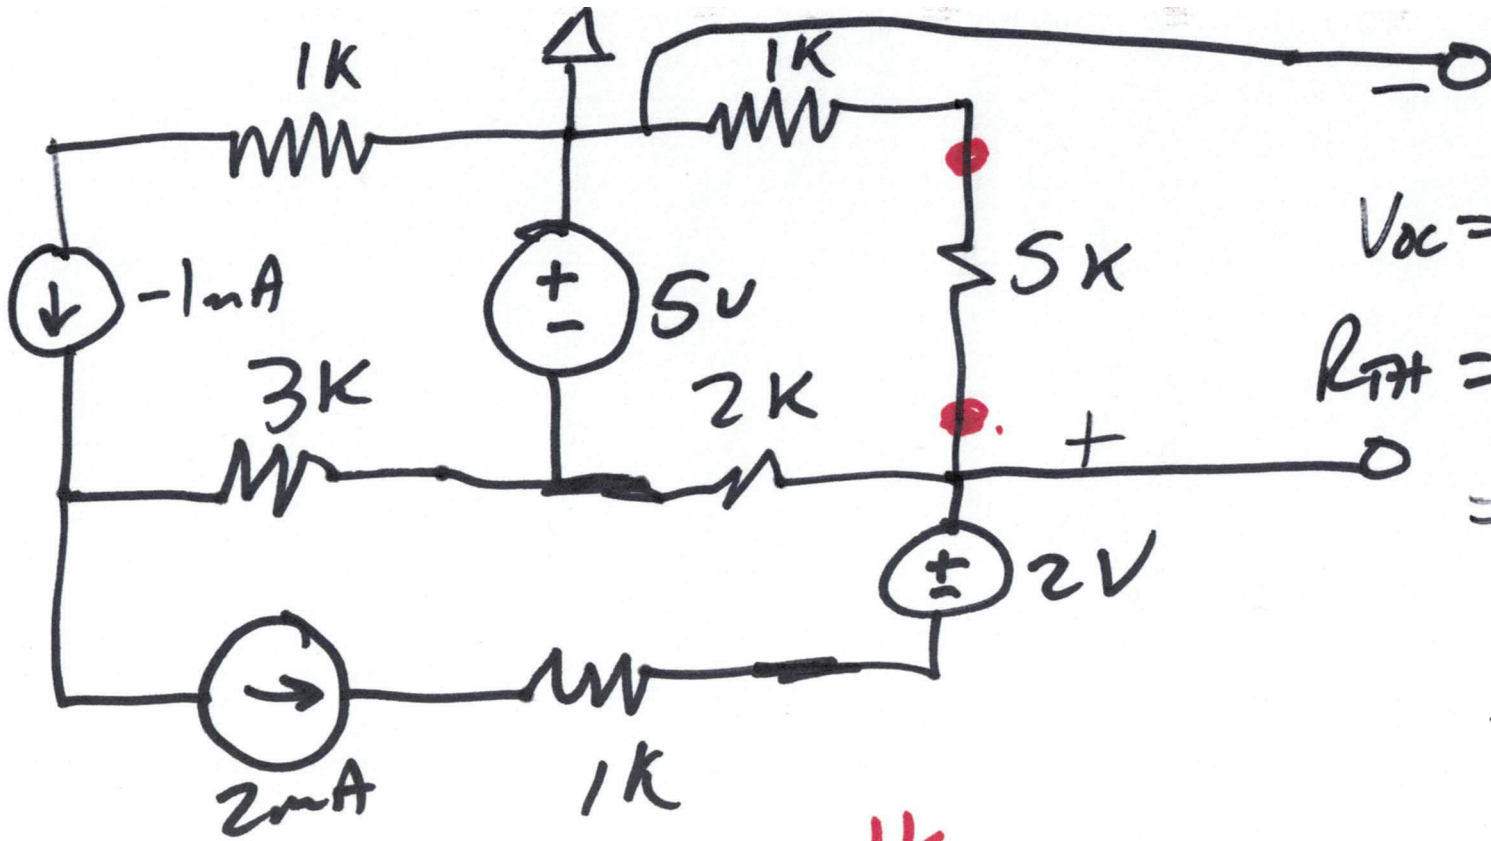 1K
1K
-
-1mA
+
-
5V
5K
VOC =
3K
2K
RTH =
+
=
+
-
2V
2mA
1K